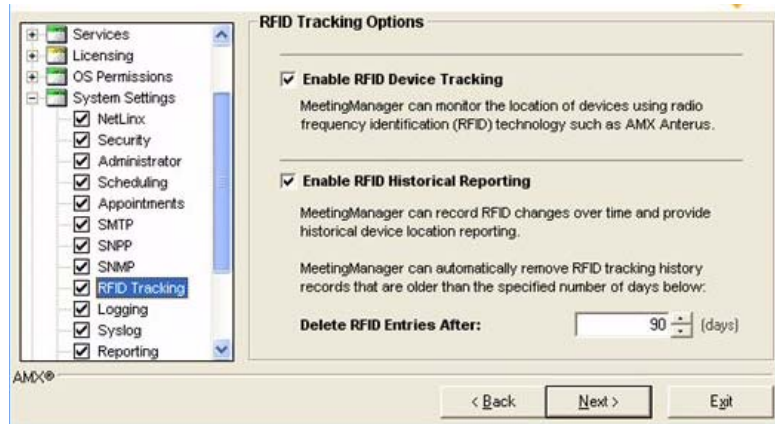 Services
Licensing
OS Permissions
System Settings
NetLinx
Security
Administrator
Scheduling
Appointments
SMTP
SNPP
SNMP
RFID Tracking
Logging
Syslog
Reporting
RFID Tracking Options
Enable RFID Device Tracking
MeetingManager can monitor the location of devices using radio
frequency identification (RFID) technology such as AMX Anterus.
Enable RFID Historical Reporting
MeetingManager can record RFID changes over time and provide
historical device location reporting.
MeetingManager can automatically remove RFID tracking history
records that are older than the specified number of days below:
Delete RFID Entries After: 90 (days)
AMX®
< Back Next > Exit